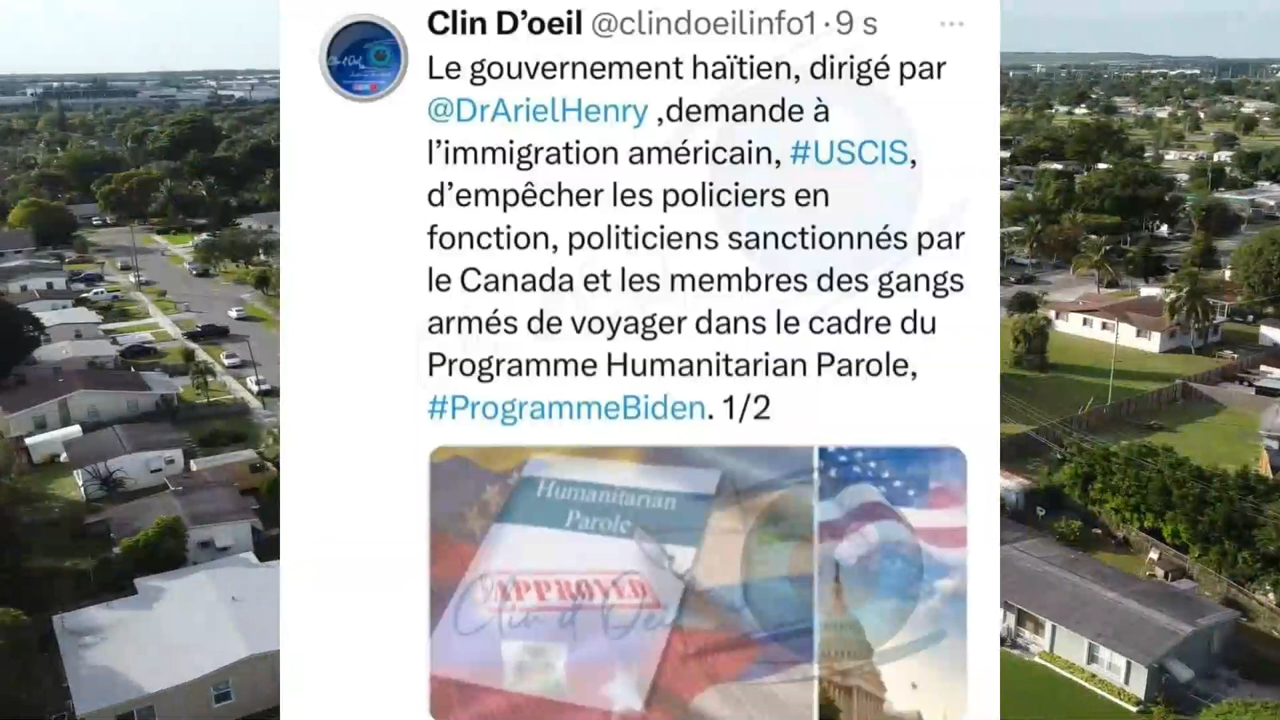 Clin D’oeil @clindoeilinfo1 · 9 s
Le gouvernement haïtien, dirigé par
@DrArielHenry ,demande à
l’immigration américain, #USCIS,
d’empêcher les policiers en
fonction, politiciens sanctionnés par
le Canada et les membres des gangs
armés de voyager dans le cadre du
Programme Humanitarian Parole,
#ProgrammeBiden. 1/2
Humanitarian
Parole
APPROVED
Clin d' Oeil